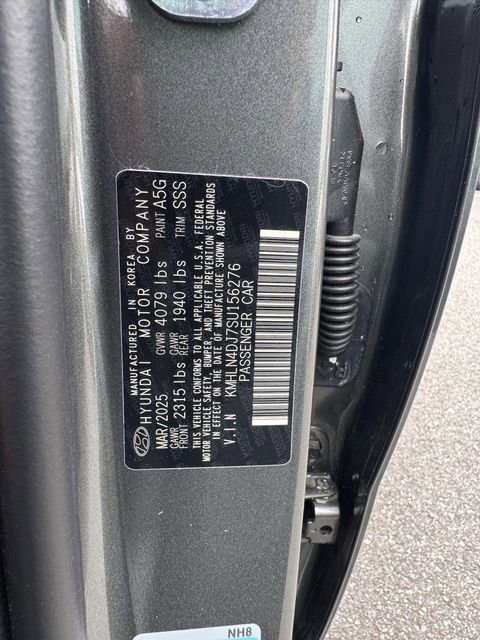 MANUFACTURED IN KOREA BY
HYUNDAI MOTOR COMPANY
MAR/2025 GVWR 4079 lbs PAINT A5G
GAWR FRONT 2315 lbs GAWR REAR 1940 lbs TRIM SSS
THIS VEHICLE CONFORMS TO ALL APPLICABLE U.S.A. FEDERAL
MOTOR VEHICLE SAFETY, BUMPER, AND THEFT PREVENTION STANDARDS
IN EFFECT ON THE DATE OF MANUFACTURE SHOWN ABOVE
V.I.N KMHLN4DJ7SU156276
PASSENGER CAR
NH8